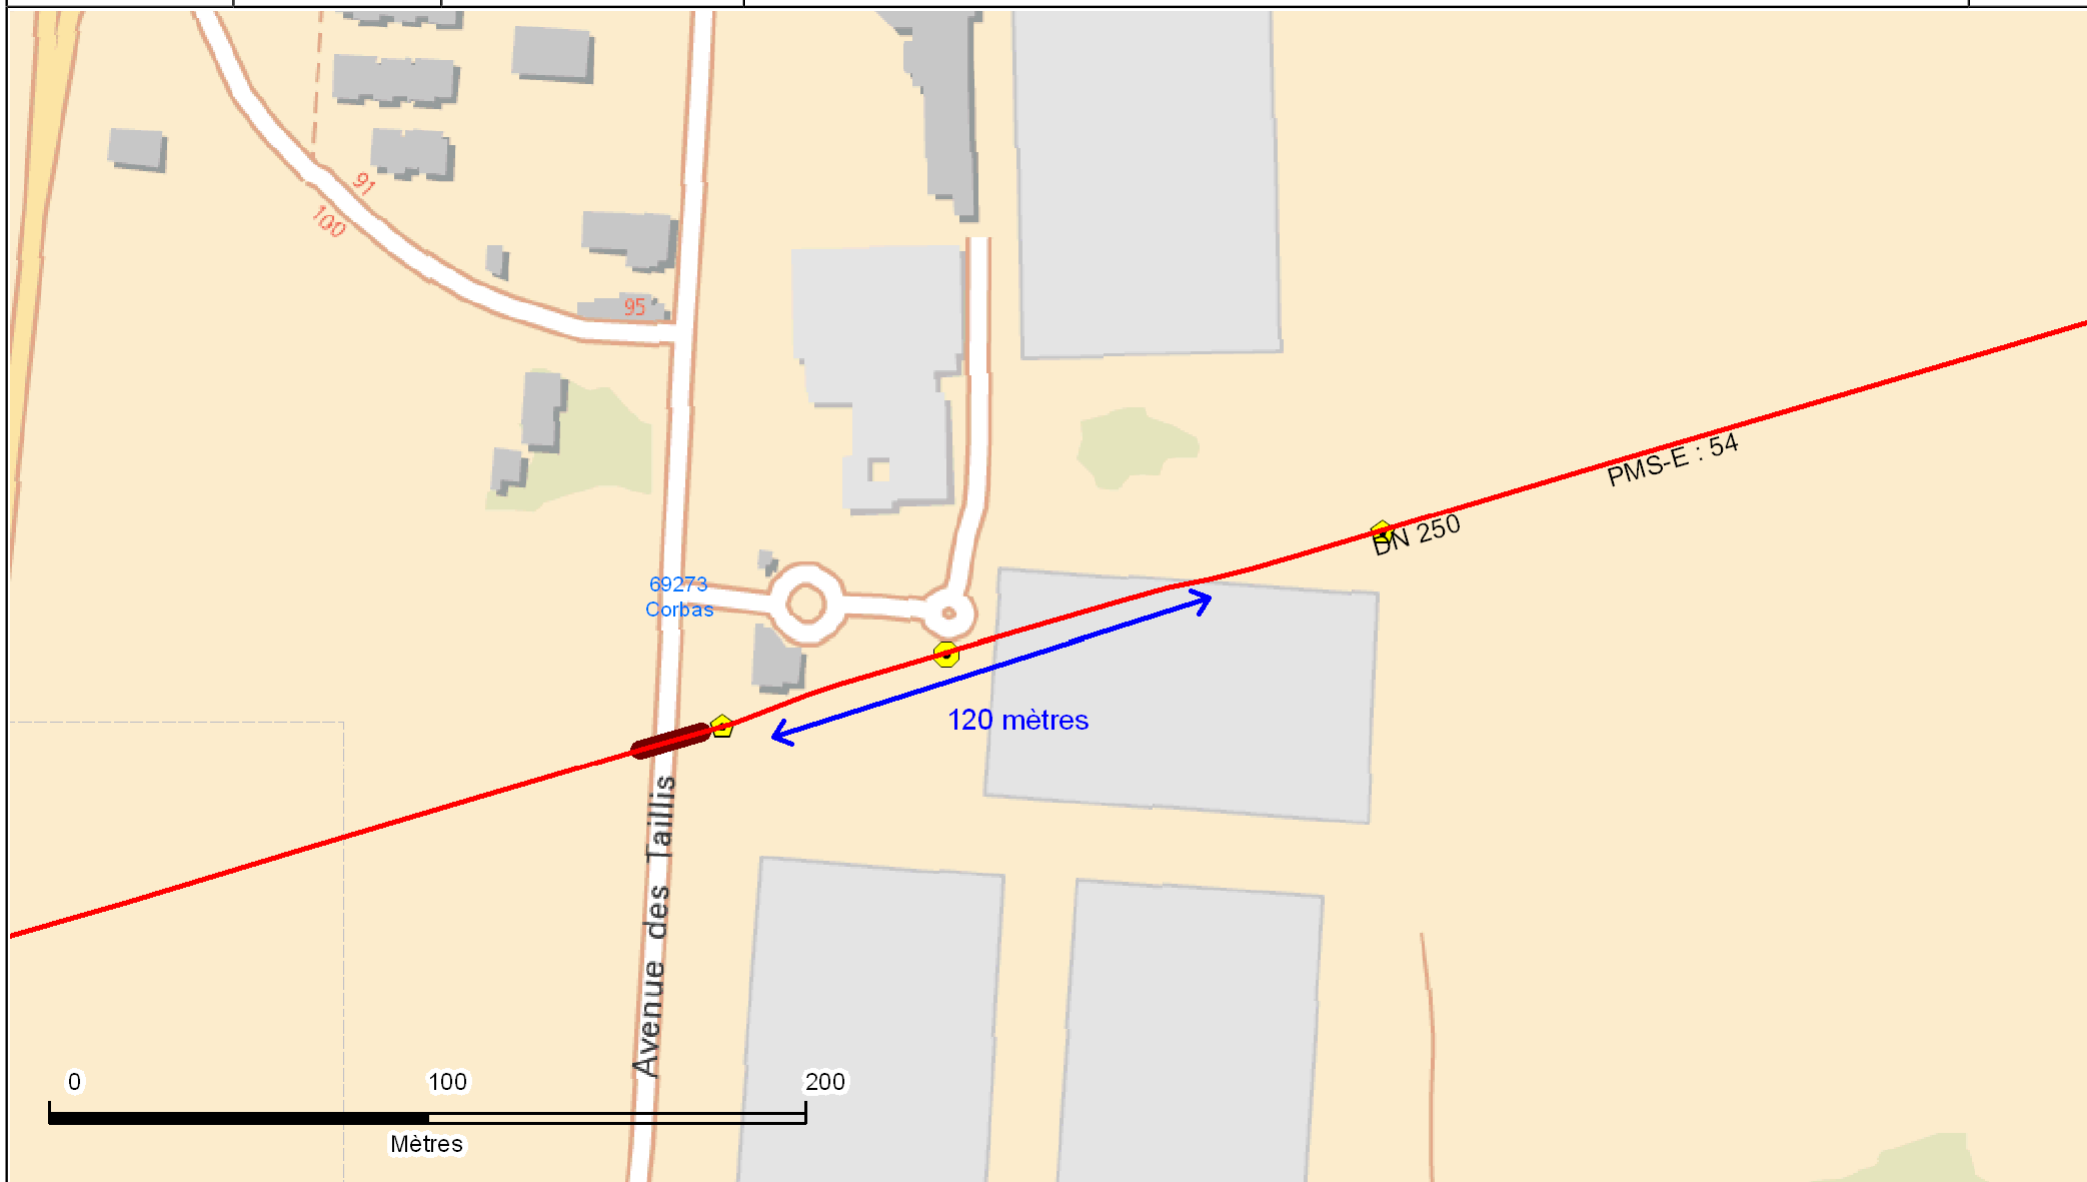 91
100
95
PMS-E : 54
DN 250
69273
Corbas
120 mètres
Avenue des Taillis
0 100 200
Mètres